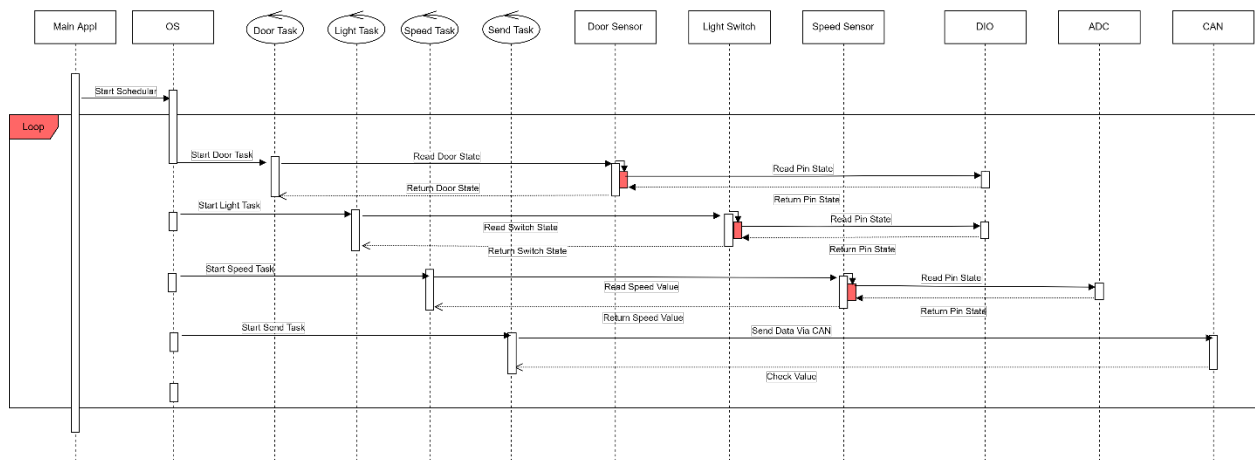 Main Appl
OS
Door Task
Light Task
Speed Task
Send Task
Door Sensor
Light Switch
Speed Sensor
DIO
ADC
CAN
Start Schedular
Loop
Start Door Task
Read Door State
Read Pin State
Return Door State
Return Pin State
Start Light Task
Read Switch State
Read Pin State
Return Switch State
Return Pin State
Start Speed Task
Read Speed Value
Read Pin State
Return Speed Value
Return Pin State
Start Send Task
Send Data Via CAN
Check Value